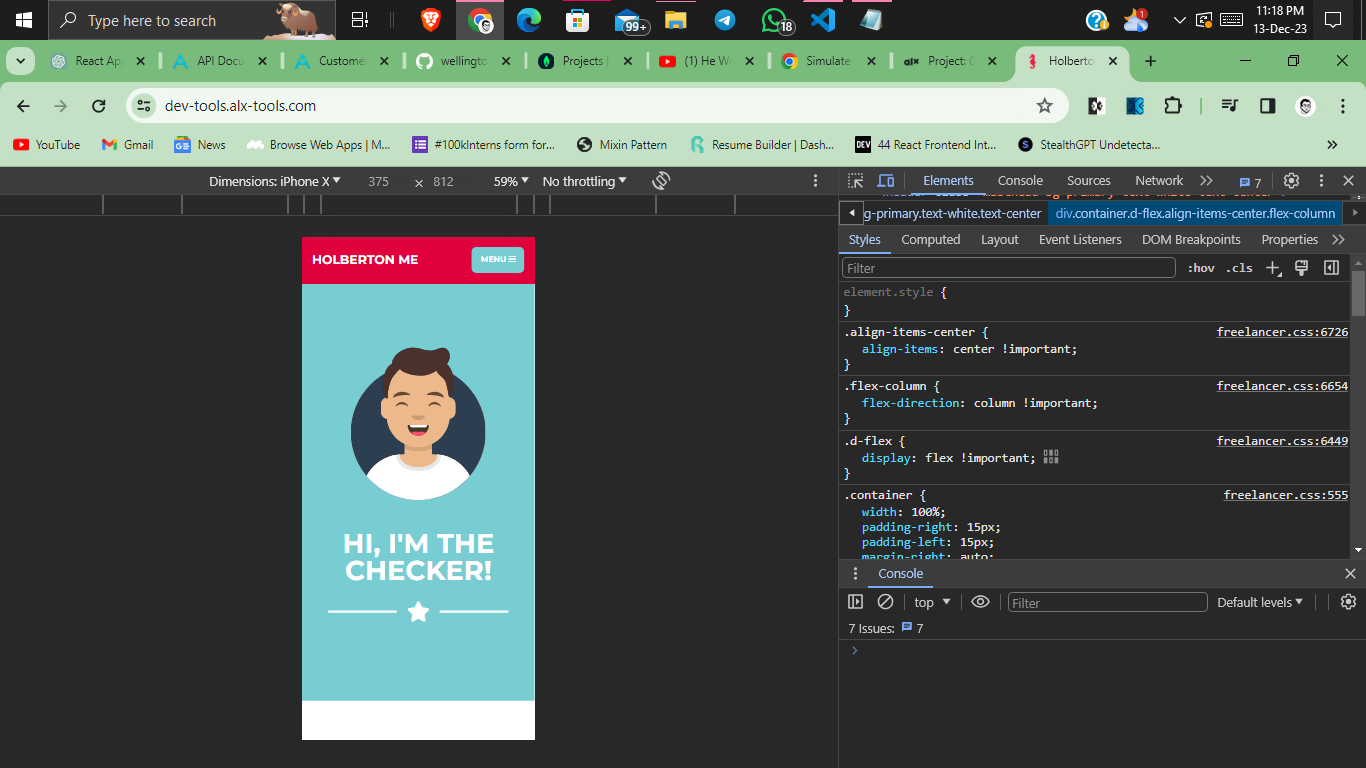 Type here to search
99+
18
1
11:18 PM
13-Dec-23
React Ap
API Docu
Custome
wellingto
Projects |
(1) He W
Simulate
alx
Project: 0
Holberto
dev-tools.alx-tools.com
YouTube
Gmail
News
Browse Web Apps | M...
#100kInterns form for...
Mixin Pattern
Resume Builder | Dash...
DEV
44 React Frontend Int...
S
StealthGPT Undetecta...
Dimensions: iPhone X 375 × 812 59% No throttling
Elements Console Sources Network 7
g-primary.text-white.text-center div.container.d-flex.align-items-center.flex-column
Styles Computed Layout Event Listeners DOM Breakpoints Properties
Filter :hov .cls
element.style {
}
.align-items-center { freelancer.css:6726
align-items: center !important;
}
.flex-column { freelancer.css:6654
flex-direction: column !important;
}
.d-flex { freelancer.css:6449
display: flex !important;
}
.container { freelancer.css:555
width: 100%;
padding-right: 15px;
padding-left: 15px;
margin-right: auto;
Console
top Filter Default levels
7 Issues: 7
HOLBERTON ME
MENU
HI, I'M THE
CHECKER!